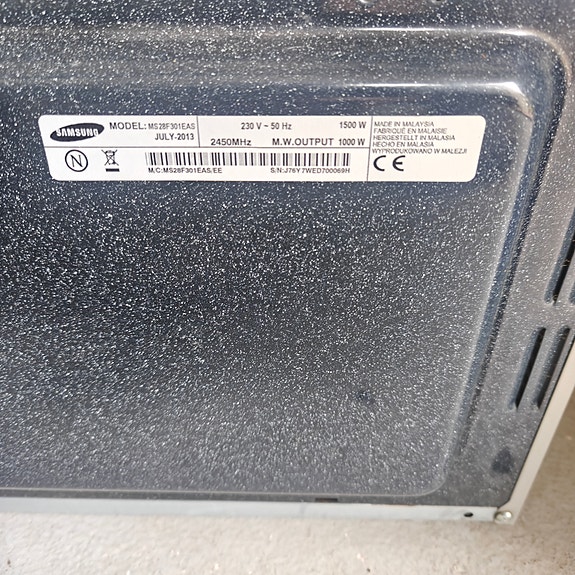 SAMSUNG
MODEL: MS28F301EAS
JULY-2013
230 V ~ 50 Hz 1500 W
2450MHz M.W.OUTPUT 1000 W
MADE IN MALAYSIA
FABRIQUÉ EN MALAISIE
HERGESTELLT IN MALASIA
HECHO EN MALASIA
WYPRODUKOWANO W MALEZJI
N
CE
M/C:MS28F301EAS/EE S/N:J76Y7WED700069H